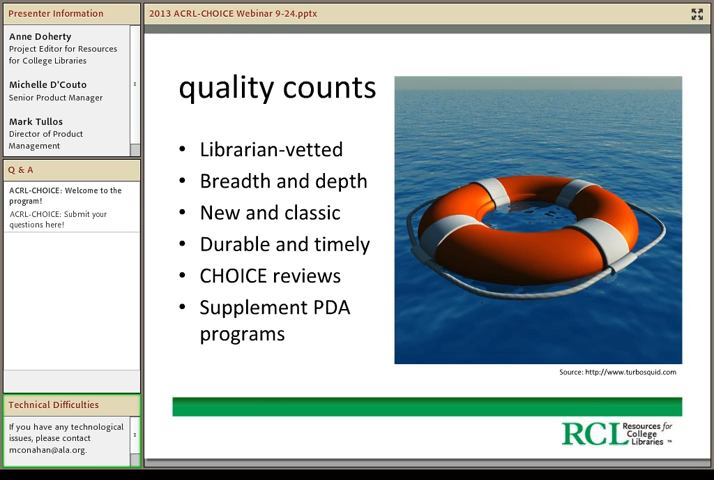 Presenter Information
Anne Doherty
Project Editor for Resources
for College Libraries
Michelle D'Couto
Senior Product Manager
Mark Tullos
Director of Product
Management
Q & A
ACRL-CHOICE: Welcome to the
program!
ACRL-CHOICE: Submit your
questions here!
Technical Difficulties
If you have any technological
issues, please contact
mconahan@ala.org.
2013 ACRL-CHOICE Webinar 9-24.pptx
quality counts
• Librarian-vetted
• Breadth and depth
• New and classic
• Durable and timely
• CHOICE reviews
• Supplement PDA
programs
Source: http://www.turbosquid.com
RCL Resources for
College
Libraries ™